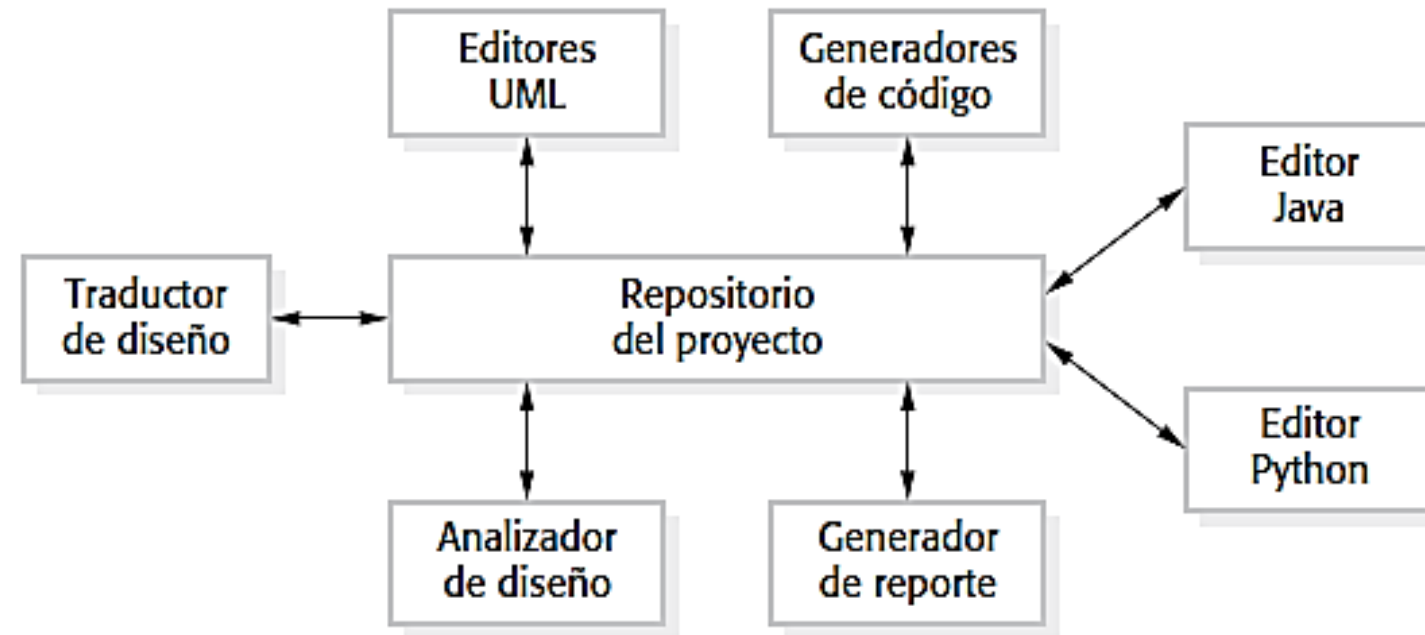 Editores
UML
Generadores
de código
Editor
Java
Traductor
de diseño
Repositorio
del proyecto
Editor
Python
Analizador
de diseño
Generador
de reporte